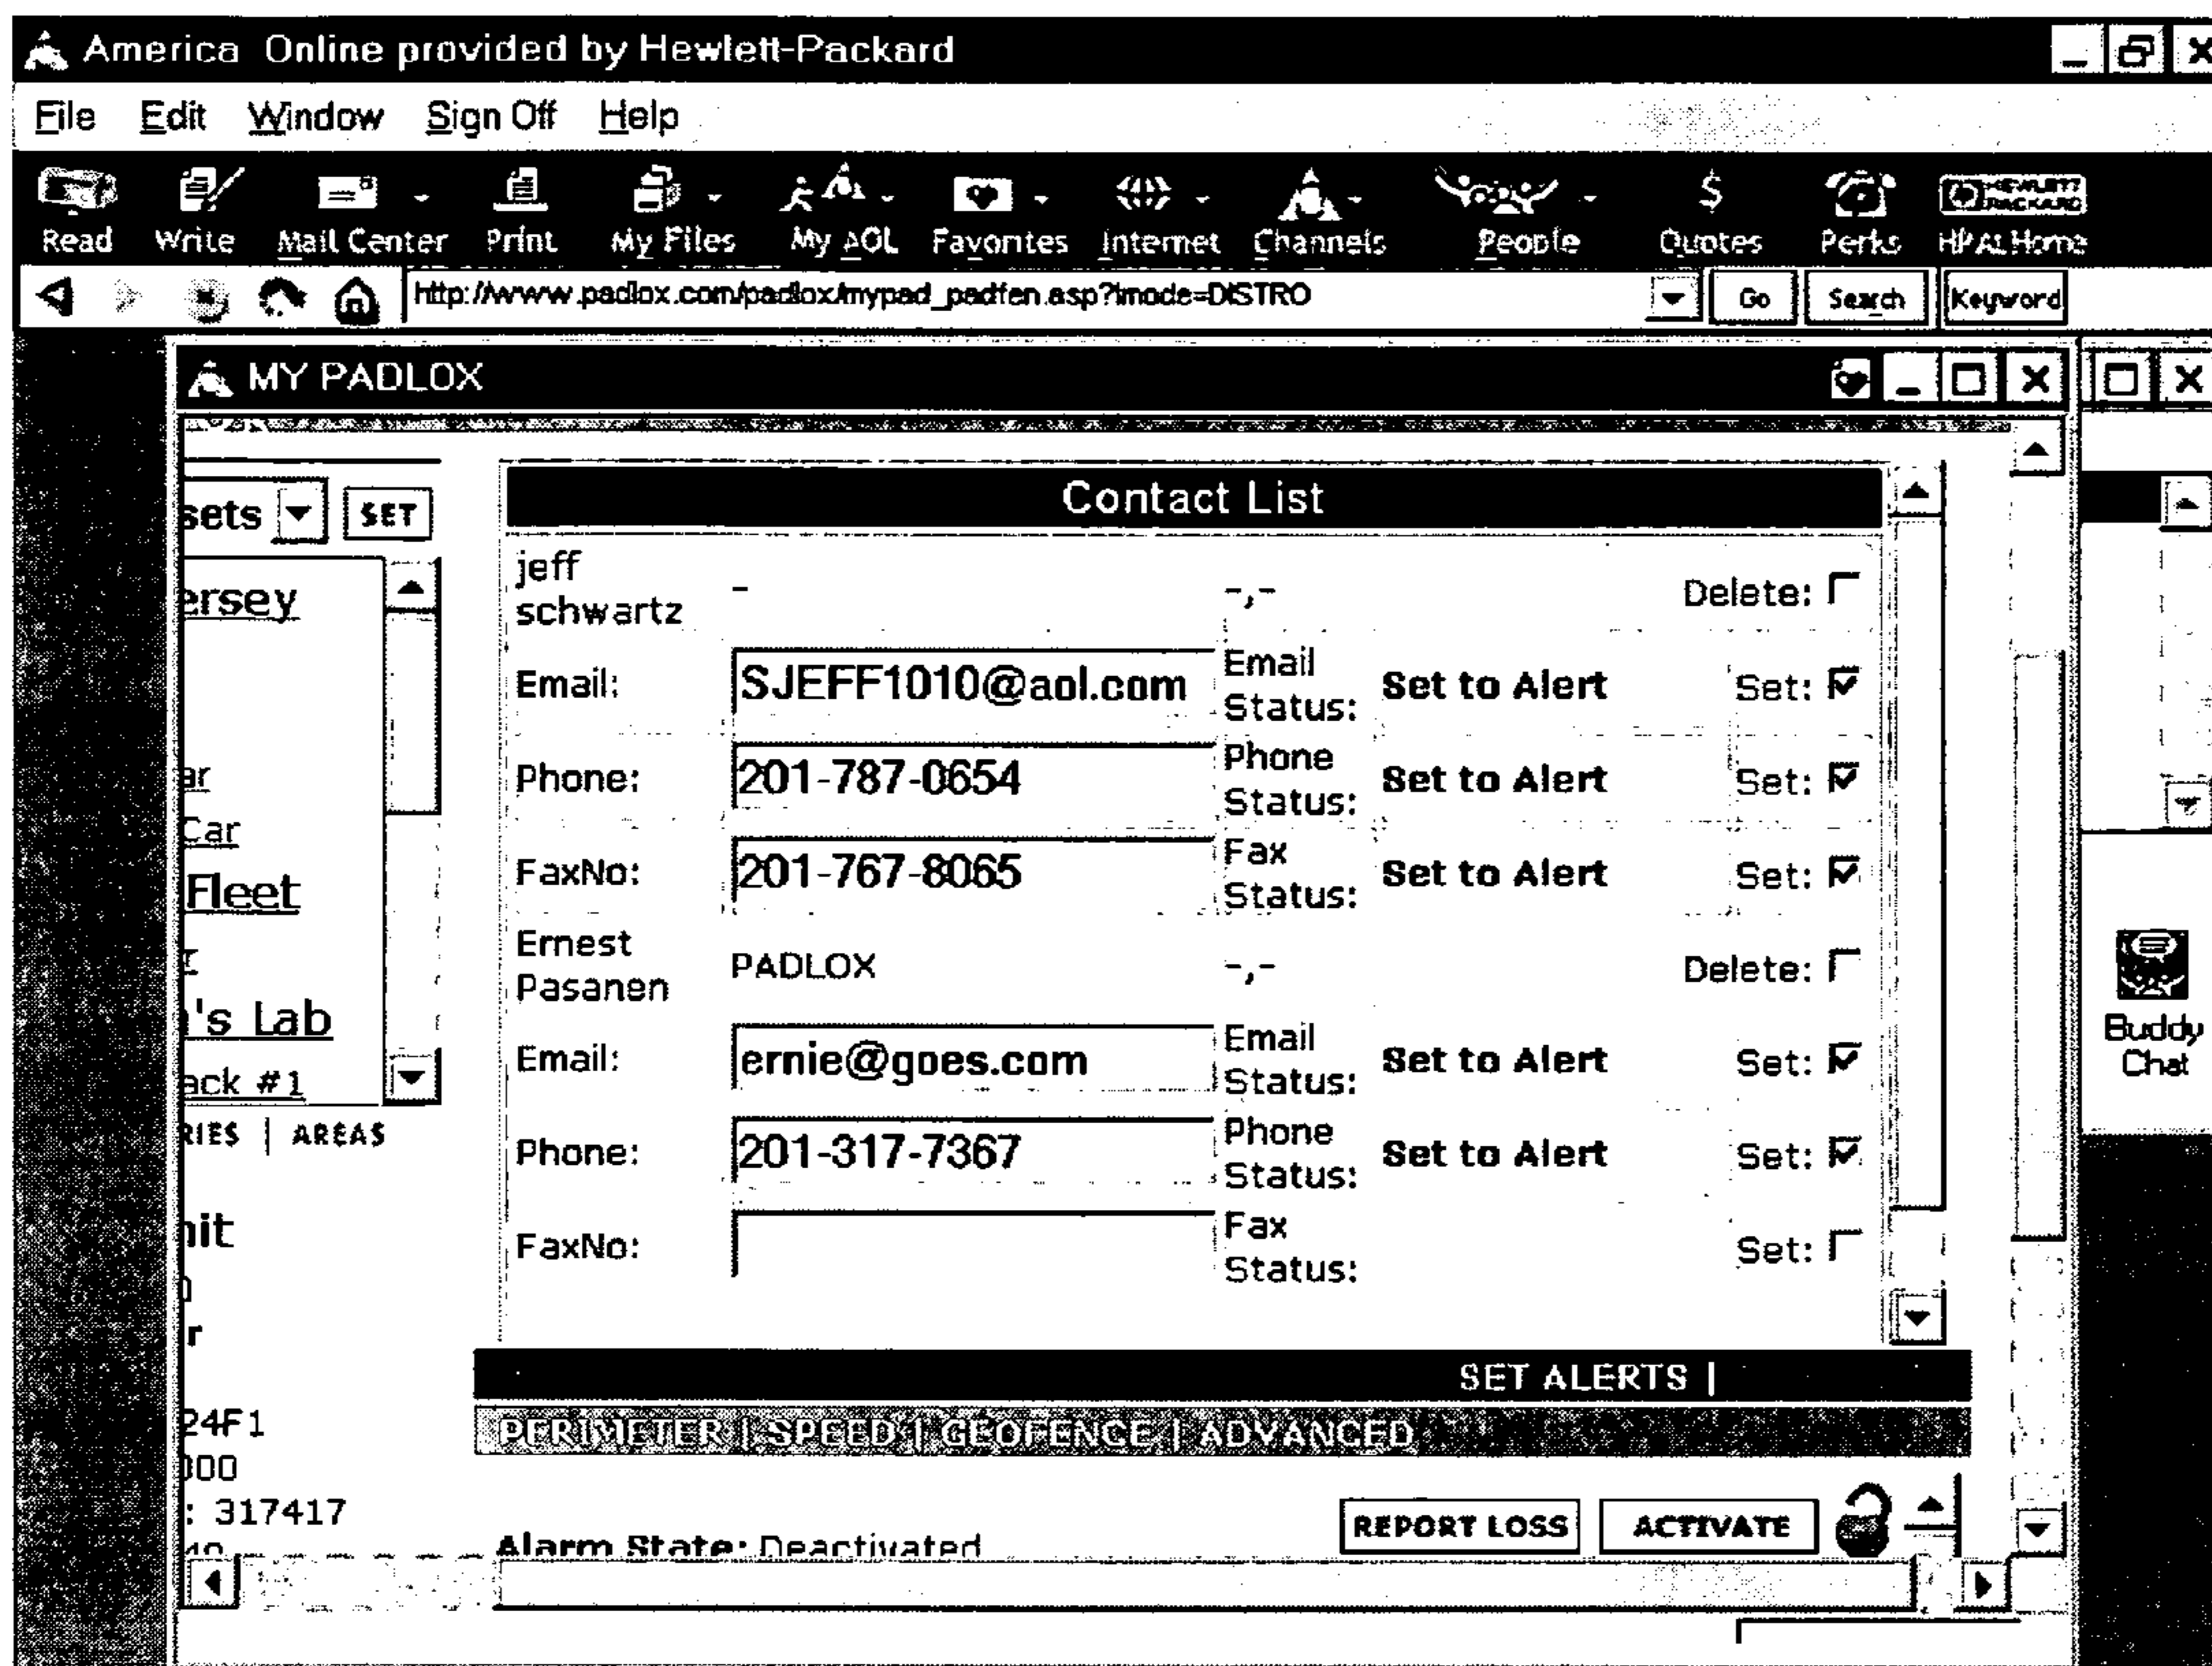 America Online provided by Hewlett-Packard
File Edit Window Sign Off Help
Read Write Mail Center Print My Files My AOL Favorites Internet Channels People Quotes Perks HP At Home
HEWLETT PACKARD
http://www.padlox.com/padlox/mypad_padfen.asp?imode=DISTRO Go Search Keyword
MY PADLOX
sets SET
ersey
ar
Car
Fleet
r
's Lab
ack #1
RIES | AREAS
nit
r
24F1
000
: 317417
Contact List
jeff schwartz - -,- Delete:
Email: SJEFF1010@aol.com Email Status: Set to Alert Set:
Phone: 201-787-0654 Phone Status: Set to Alert Set:
FaxNo: 201-767-8065 Fax Status: Set to Alert Set:
Ernest Pasanen PADLOX -,- Delete:
Email: ernie@goes.com Email Status: Set to Alert Set:
Phone: 201-317-7367 Phone Status: Set to Alert Set:
FaxNo: Fax Status: Set:
SET ALERTS |
PERIMETER | SPEED | GEOFENCE | ADVANCED
REPORT LOSS ACTIVATE
Alarm State: Deactivated
Buddy Chat